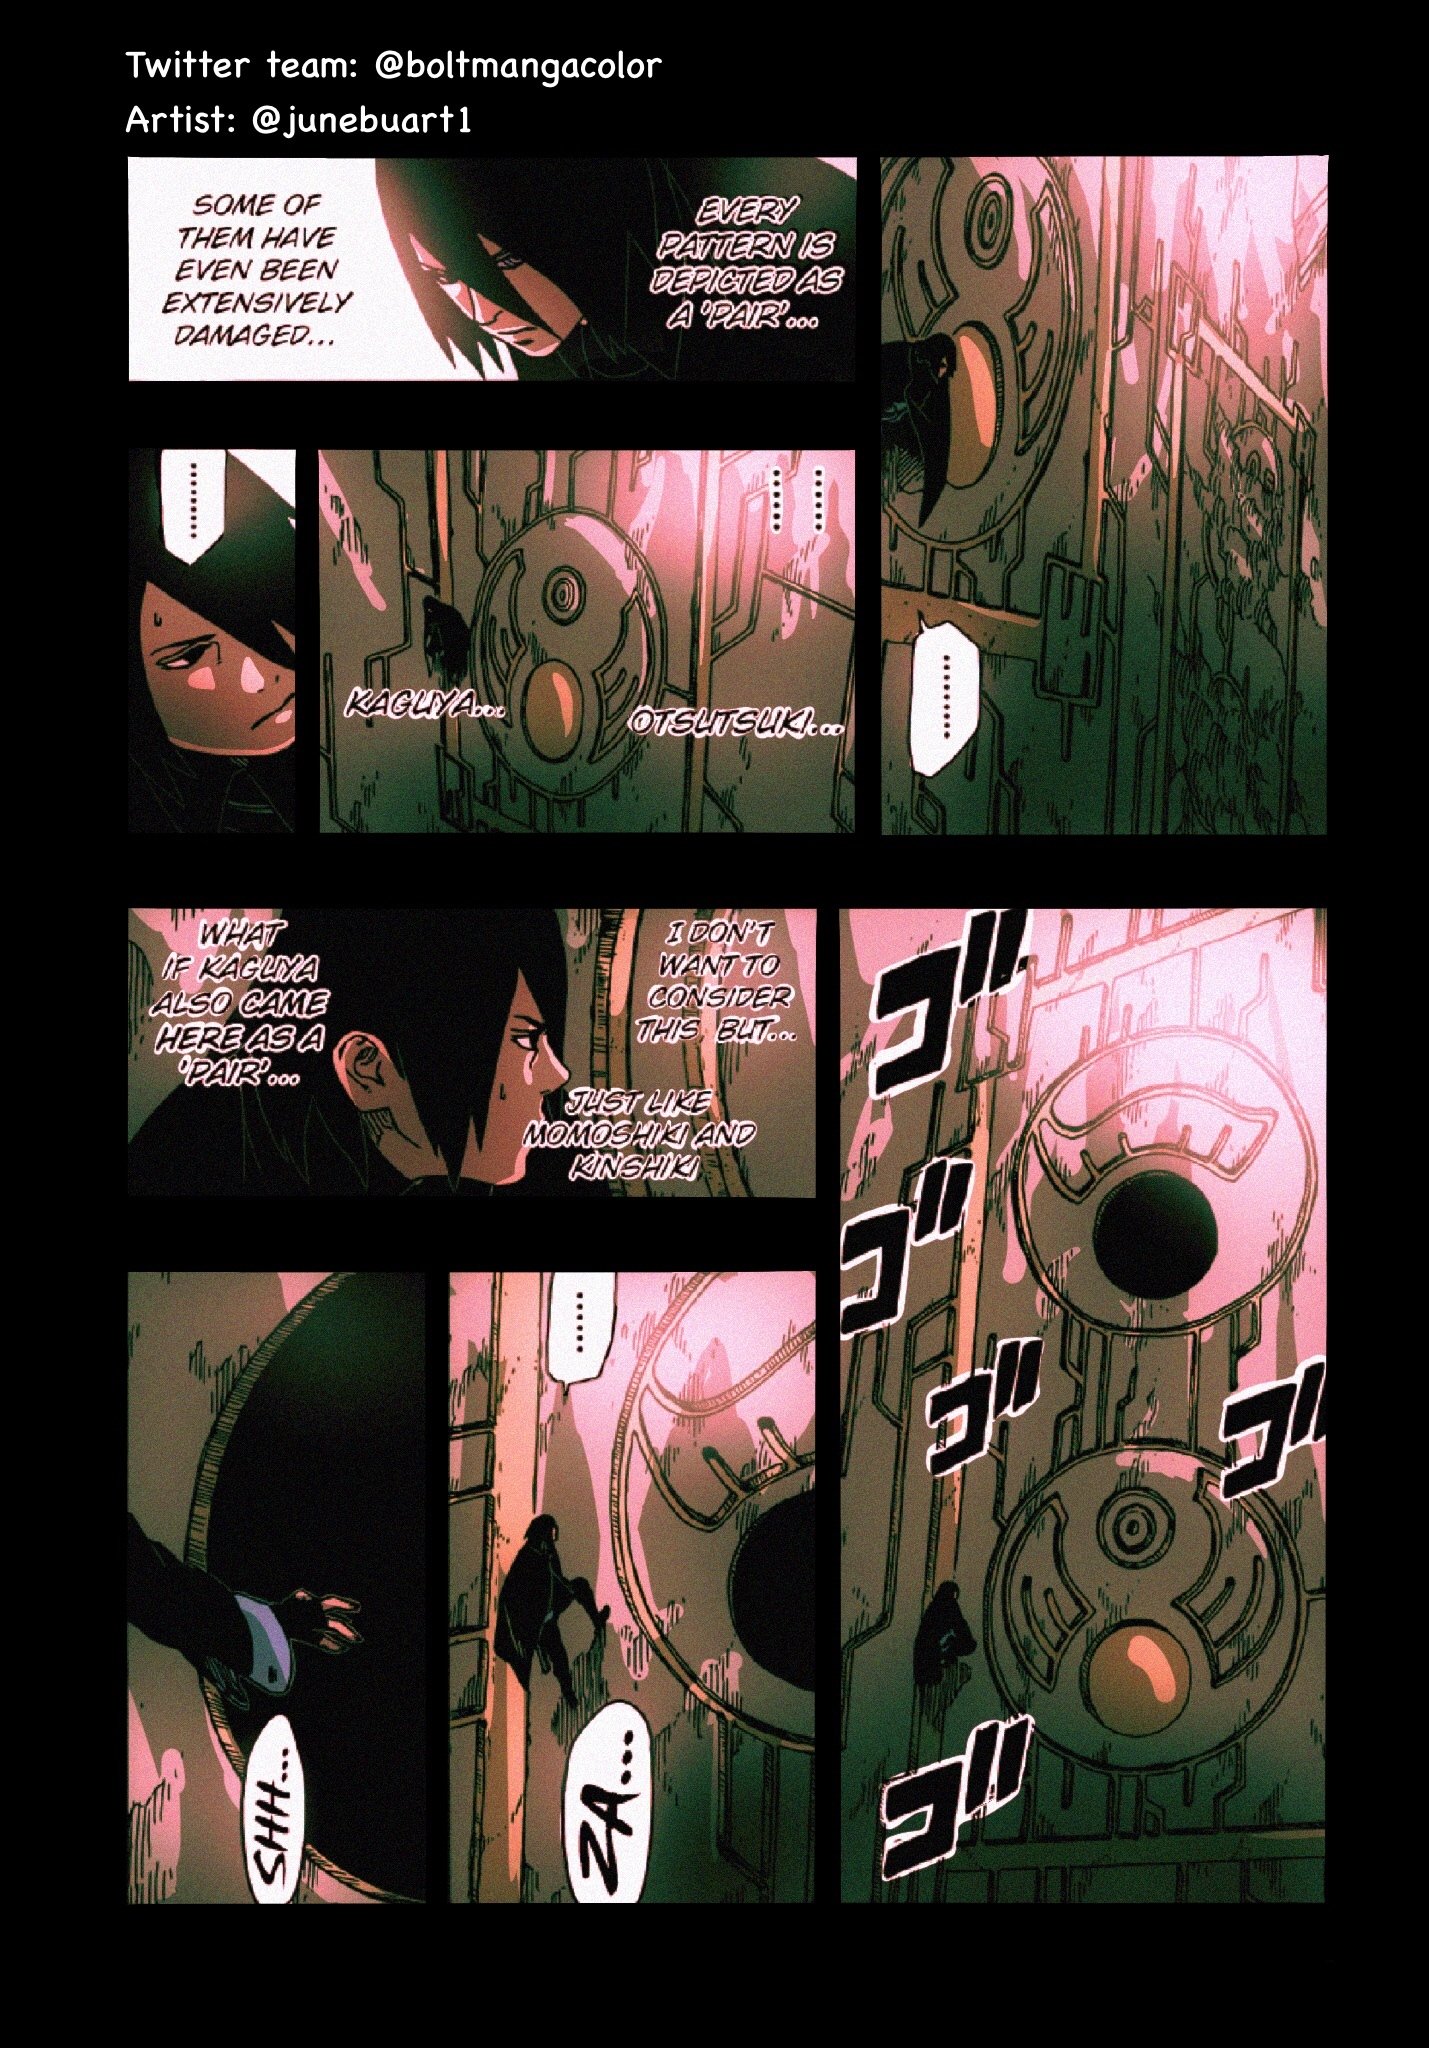 Twitter team: @boltmangacolor
Artist: @junebuart1
EVERY
PATTERN IS
DEPICTED AS
A 'PAIR'...
SOME OF
THEM HAVE
EVEN BEEN
EXTENSIVELY
DAMAGED...
OTSUTSUKI...
KAGUYA...
ゴ
ゴ
ゴ
ゴ
ゴ
I DON'T
WANT TO
CONSIDER
THIS, BUT...
JUST LIKE
MOMOSHIKI AND
KINSHIKI
WHAT
IF KAGUYA
ALSO CAME
HERE AS A
'PAIR'...
ZA...
SHH...